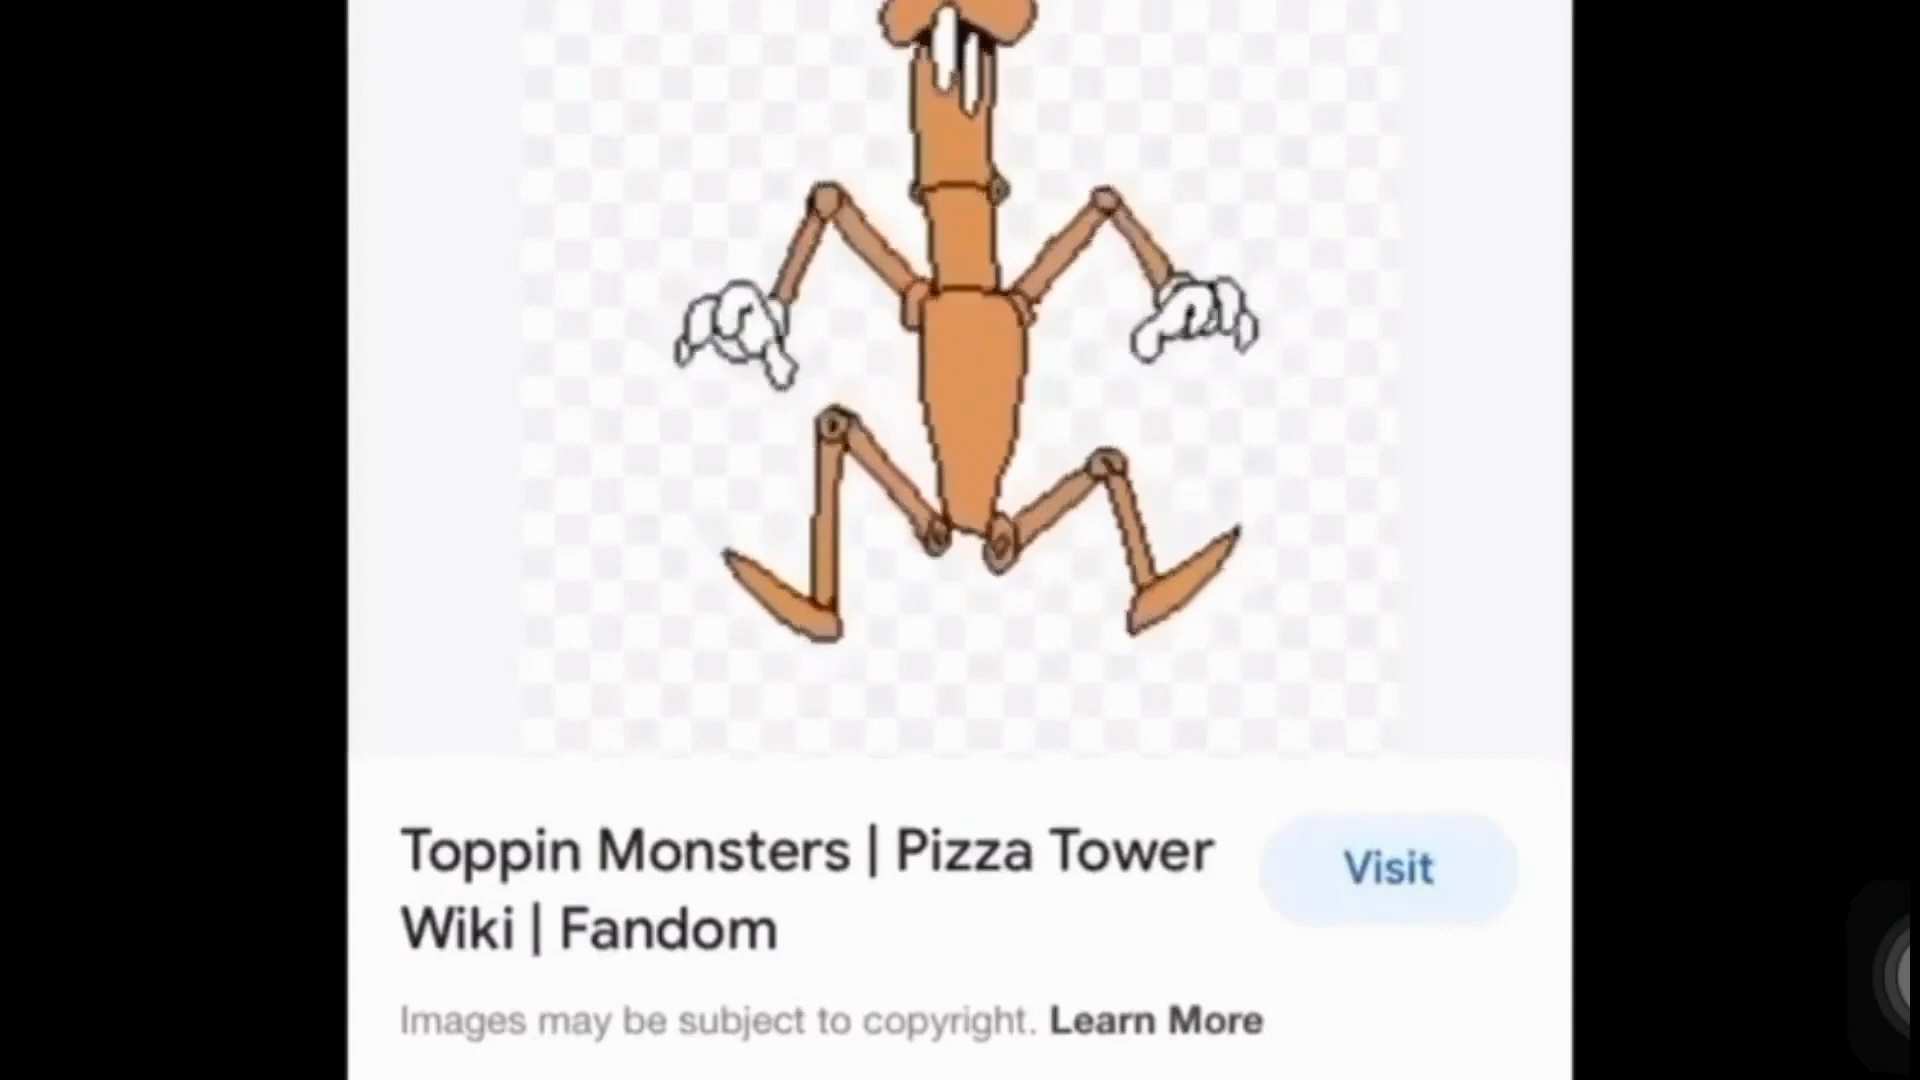 Toppin Monsters | Pizza Tower
Wiki | Fandom
Visit
Images may be subject to copyright. Learn More